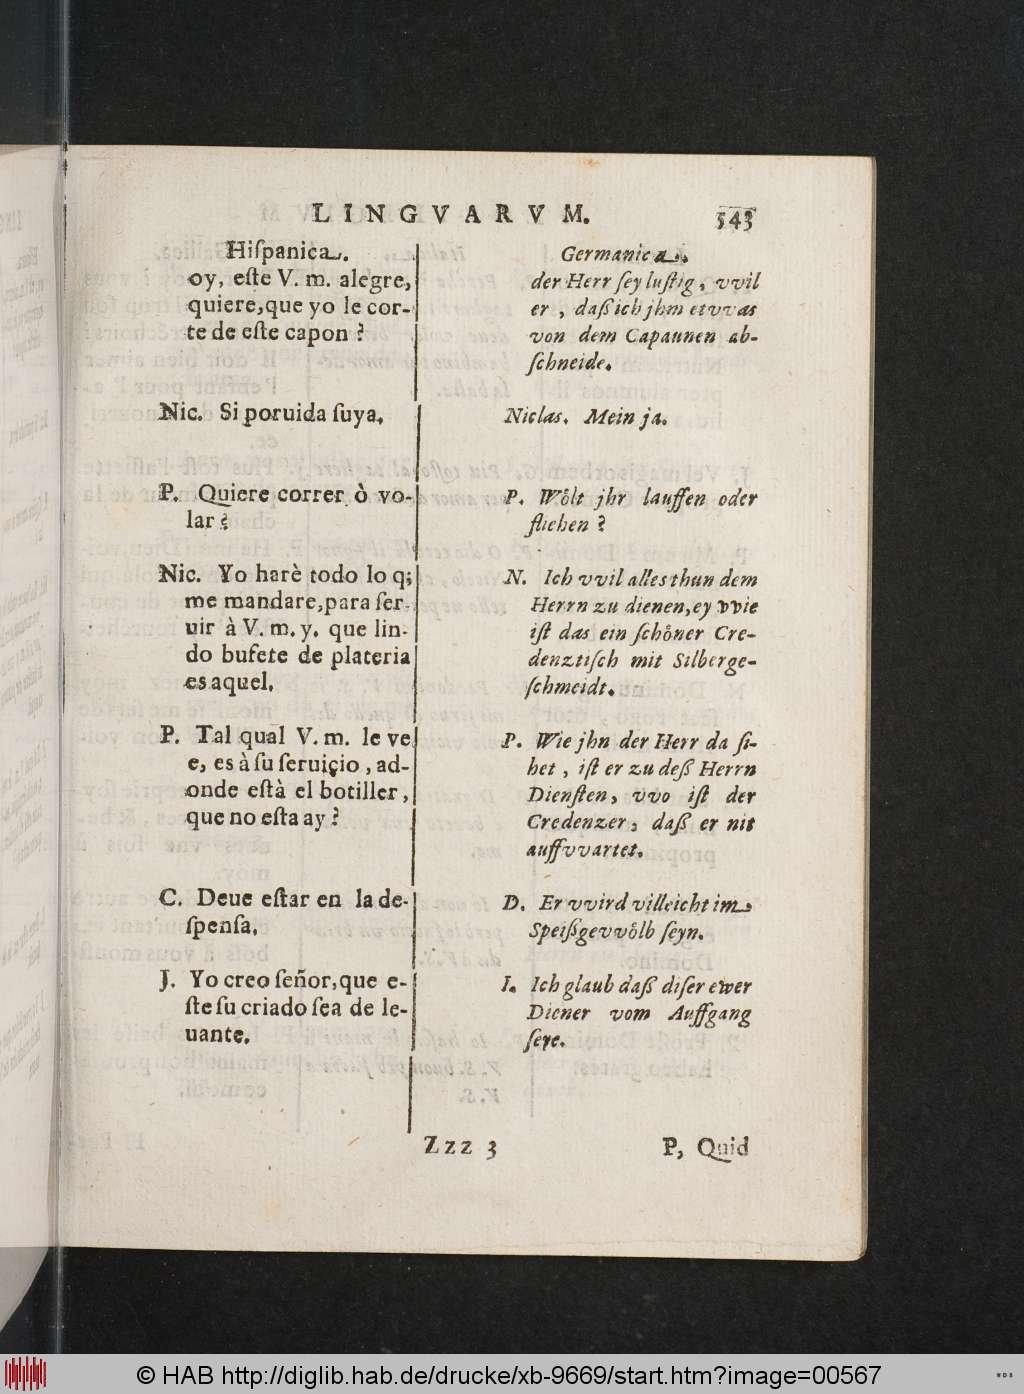 LINGVARVM. 543
Hiſpanica.
oy, eſte V. m. alegre,
quiere, que yo le cor-
te de eſte capon?
Nic. Si poruida ſuya.
P. Quiere correr ò vo-
lar?
Nic. Yo harè todo lo q;
me mandare, para ſer-
uir à V. m. y. que lin-
do bufete de plateria
es aquel.
P. Tal qual V. m. le ve
e, es à ſu ſeruiçio, ad-
onde eſtà el botiller,
que no eſta ay?
C. Deue eſtar en la de-
ſpenſa.
J. Yo creo ſeñor, que e-
ſte ſu criado ſea de le-
uante.
Germanica.
der Herr ſey luſtig, vvil
er, daß ich jhm etvvas
von dem Capaunen ab-
ſchneide.
Niclas. Mein ja.
P. Woͤlt jhr lauffen oder
fliehen?
N. Ich vvil alles thun dem
Herrn zu dienen, ey vvie
iſt das ein ſchoͤner Cre-
denztiſch mit Silberge-
ſchmeidt.
P. Wie jhn der Herr da ſi-
het, iſt er zu deß Herrn
Dienſten, vvo iſt der
Credenzer, daß er nit
auffvvartet.
D. Er vvird villeicht im
Speißgevvoͤlb ſeyn.
I. Ich glaub daß diſer ewer
Diener vom Auffgang
ſeye.
Zzz 3 P, Quid
© HAB http://diglib.hab.de/drucke/xb-9669/start.htm?image=00567